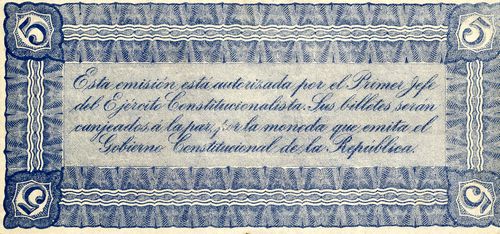 5 5
Esta emisión está autorizada por el Primer Jefe
del Ejército Constitucionalista. Sus billetes serán
canjeados á la par, por la moneda que emita el
Gobierno Constitucional de la República.
5 5